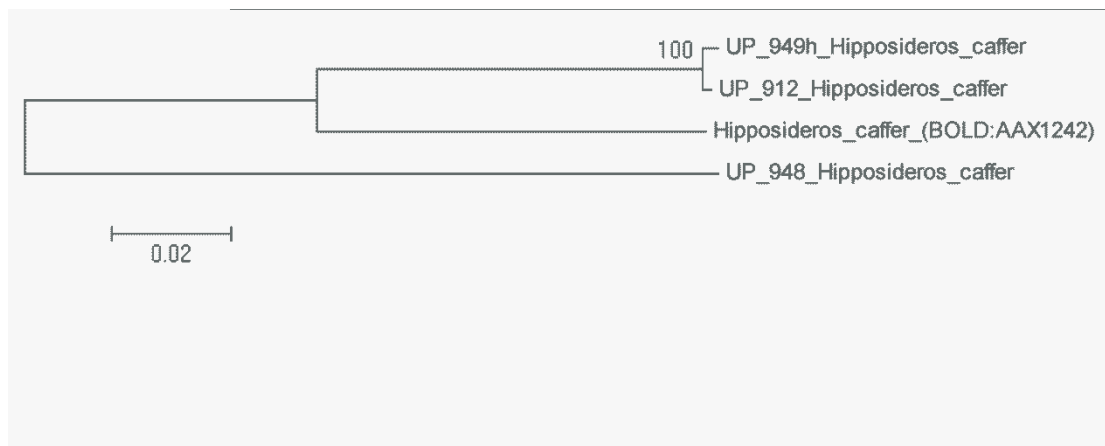 100
UP_949h_Hipposideros_caffer
UP_912_Hipposideros_caffer
Hipposideros_caffer_(BOLD:AAX1242)
UP_948_Hipposideros_caffer
0.02